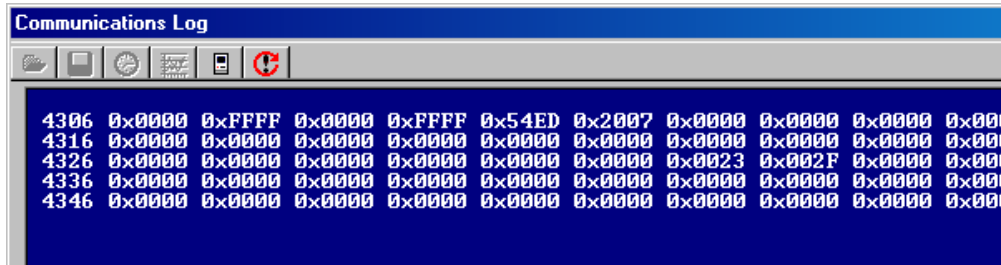 Communications Log
4306 0x0000 0xFFFF 0x0000 0xFFFF 0x54ED 0x2007 0x0000 0x0000 0x0000
4316 0x0000 0x0000 0x0000 0x0000 0x0000 0x0000 0x0000 0x0000 0x0000
4326 0x0000 0x0000 0x0000 0x0000 0x0000 0x0000 0x0023 0x002F 0x0000
4336 0x0000 0x0000 0x0000 0x0000 0x0000 0x0000 0x0000 0x0000 0x0000
4346 0x0000 0x0000 0x0000 0x0000 0x0000 0x0000 0x0000 0x0000 0x0000